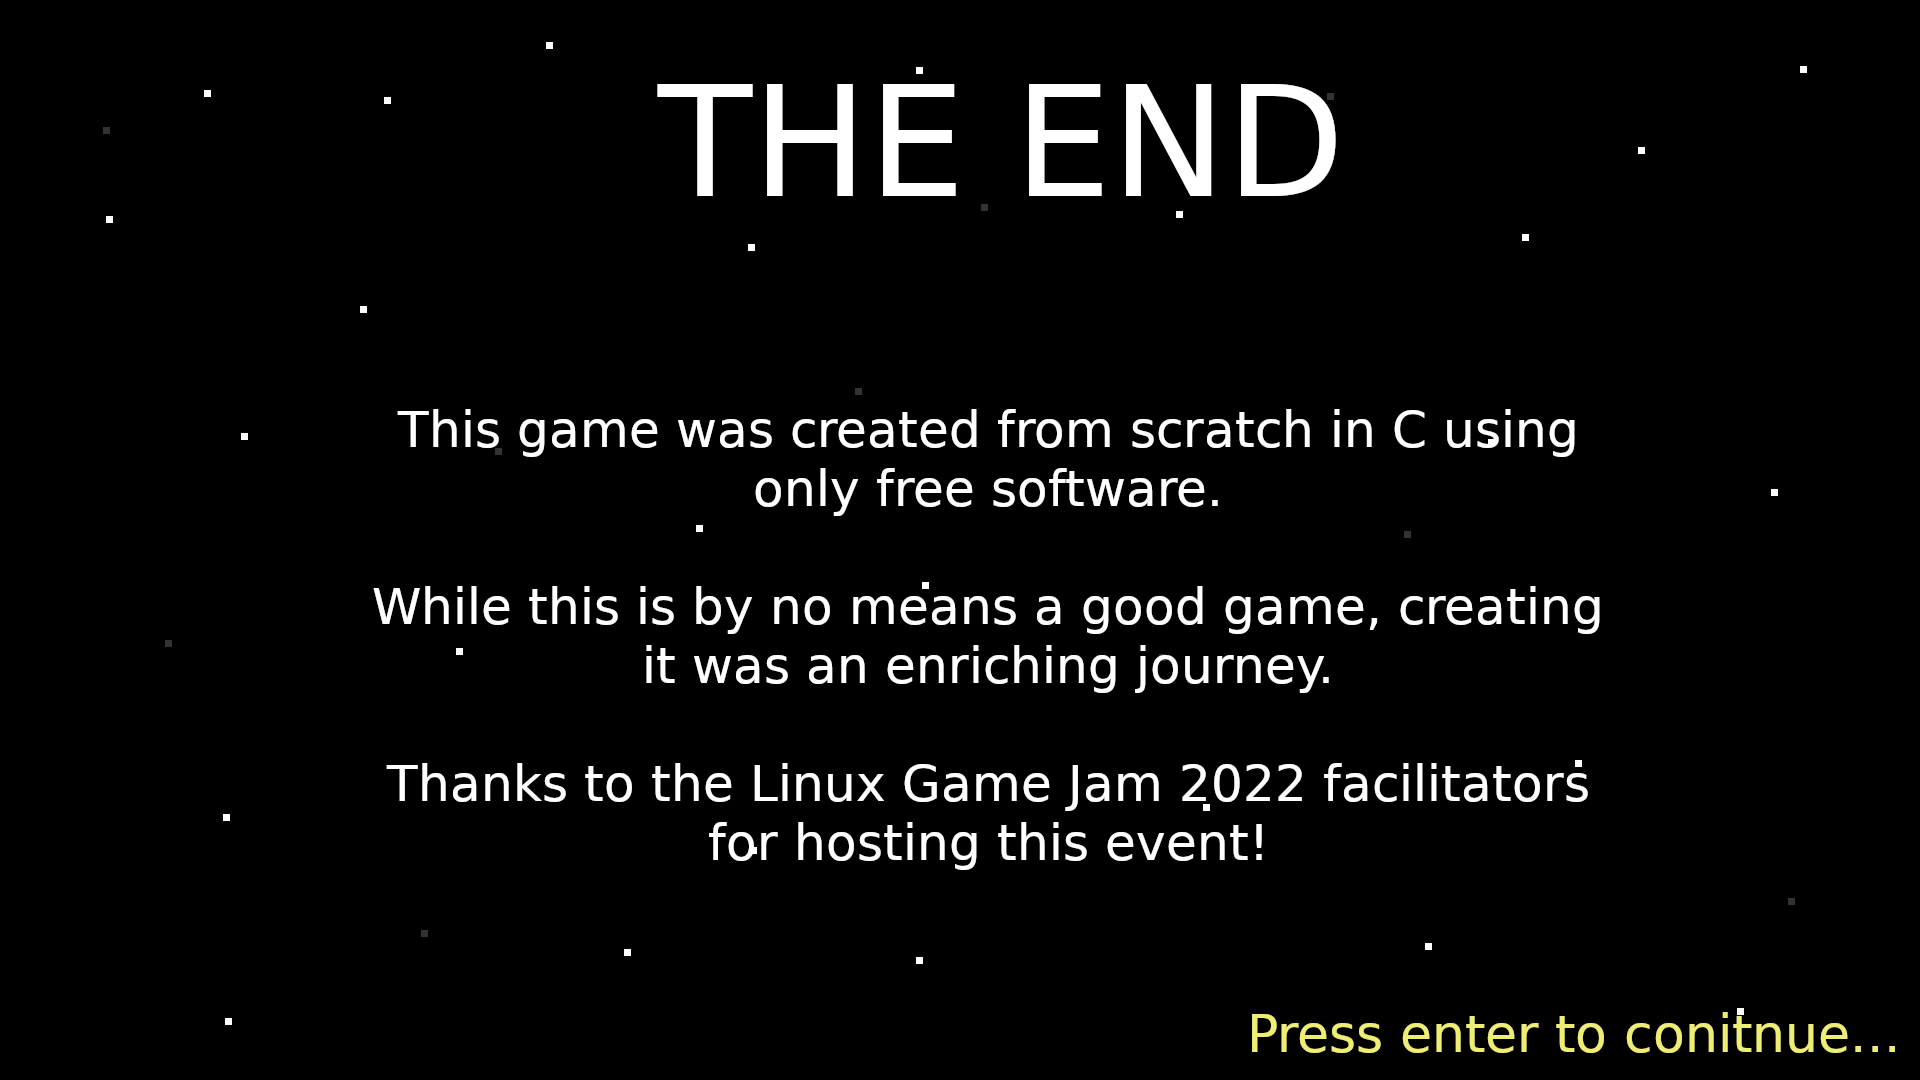 THE END
This game was created from scratch in C using
only free software.
While this is by no means a good game, creating
it was an enriching journey.
Thanks to the Linux Game Jam 2022 facilitators
for hosting this event!
Press enter to conitnue...